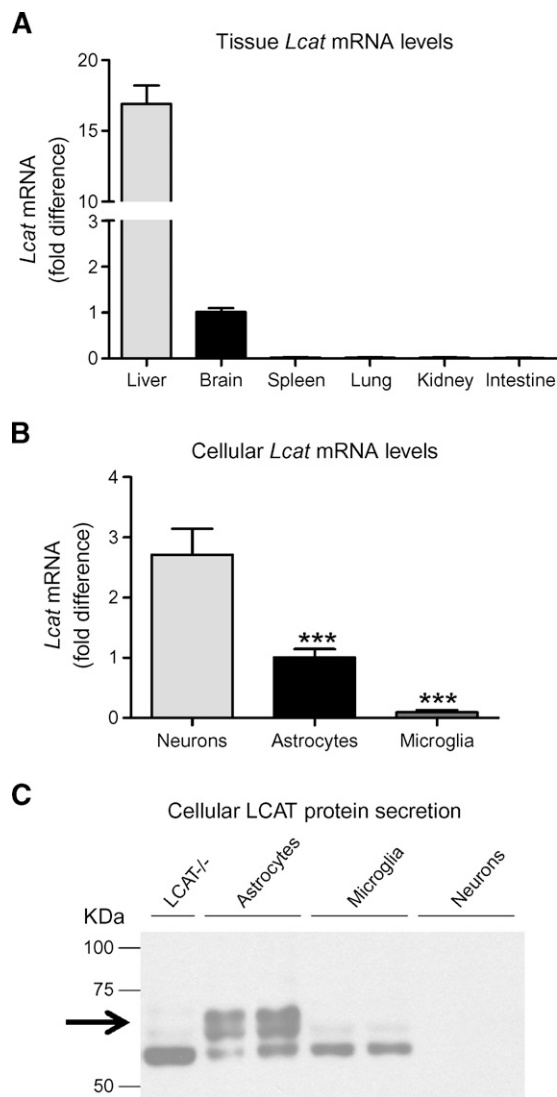 A
Tissue Lcat mRNA levels
Lcat mRNA
(fold difference)
20
15
10
3
2
1
0
Liver Brain Spleen Lung Kidney Intestine
B
Cellular Lcat mRNA levels
Lcat mRNA
(fold difference)
4
3
2
1
0
***
***
Neurons Astrocytes Microglia
C
Cellular LCAT protein secretion
LCAT-/- Astrocytes Microglia Neurons
KDa
100
75
50